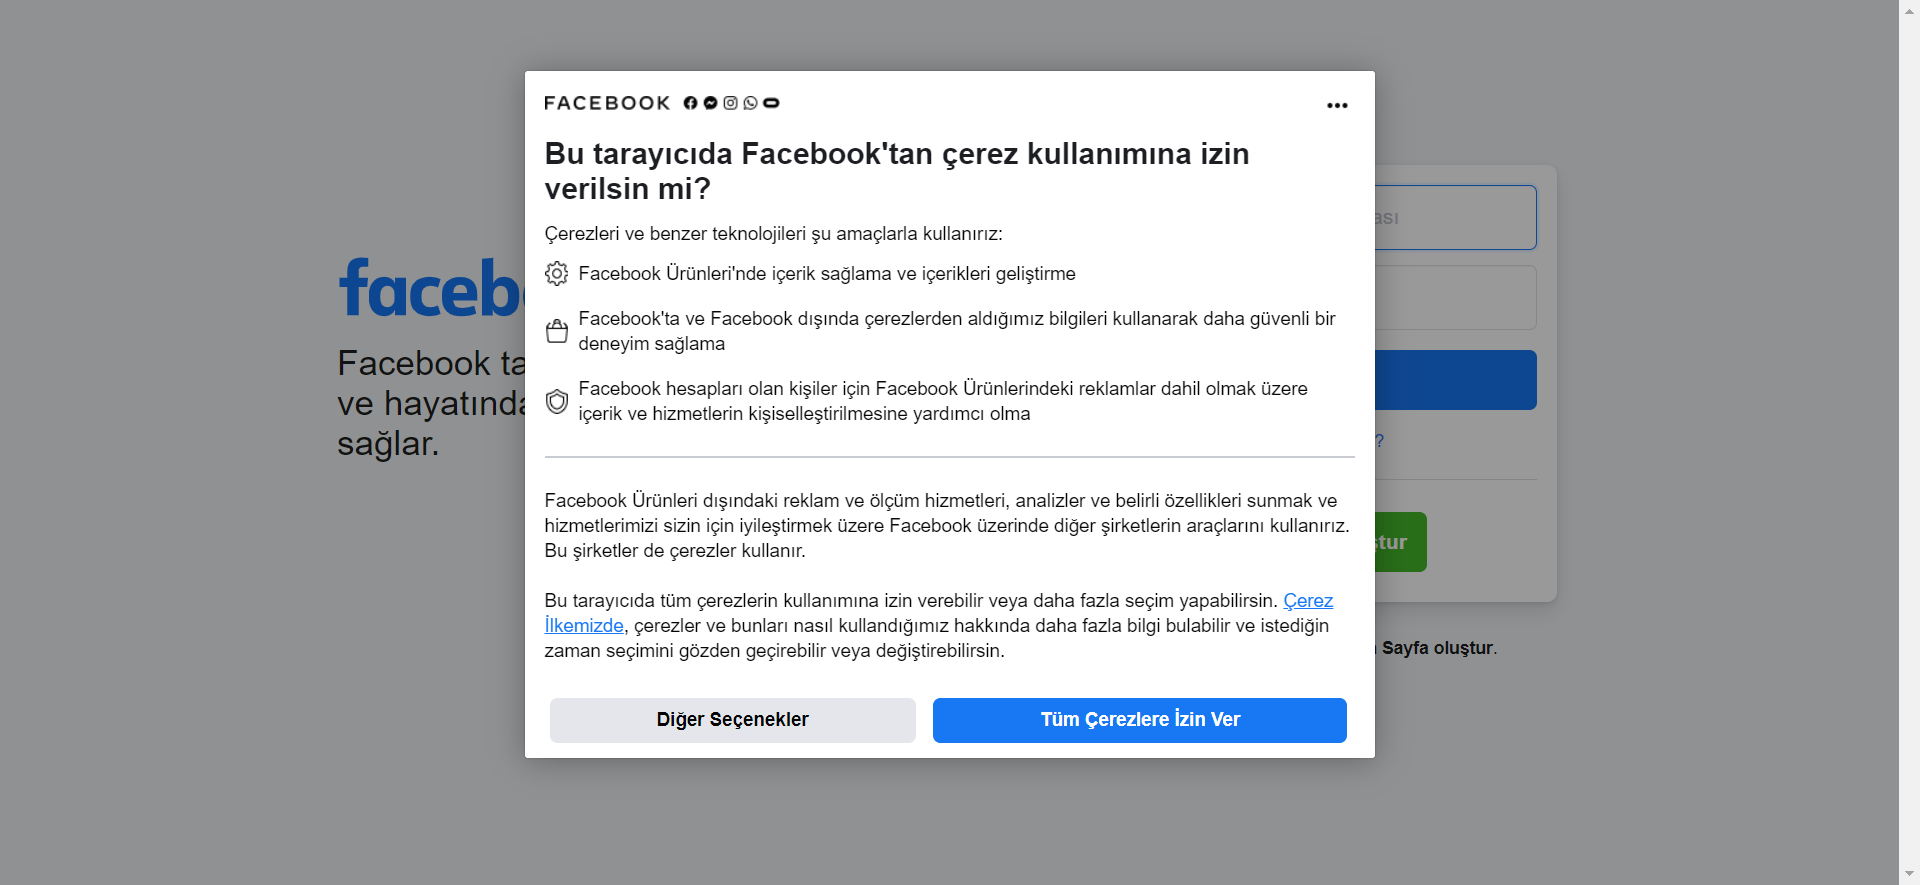 FACEBOOK
Bu tarayıcıda Facebook'tan çerez kullanımına izin
verilsin mi?
Çerezleri ve benzer teknolojileri şu amaçlarla kullanırız:
Facebook Ürünleri'nde içerik sağlama ve içerikleri geliştirme
Facebook'ta ve Facebook dışında çerezlerden aldığımız bilgileri kullanarak daha güvenli bir
deneyim sağlama
Facebook hesapları olan kişiler için Facebook Ürünlerindeki reklamlar dahil olmak üzere
içerik ve hizmetlerin kişiselleştirilmesine yardımcı olma
Facebook Ürünleri dışındaki reklam ve ölçüm hizmetleri, analizler ve belirli özellikleri sunmak ve
hizmetlerimizi sizin için iyileştirmek üzere Facebook üzerinde diğer şirketlerin araçlarını kullanırız.
Bu şirketler de çerezler kullanır.
Bu tarayıcıda tüm çerezlerin kullanımına izin verebilir veya daha fazla seçim yapabilirsin. Çerez
İlkemizde, çerezler ve bunları nasıl kullandığımız hakkında daha fazla bilgi bulabilir ve istediğin
zaman seçimini gözden geçirebilir veya değiştirebilirsin.
Diğer Seçenekler
Tüm Çerezlere İzin Ver
Facebook
ve
sağlar.
?
Sayfa oluştur.